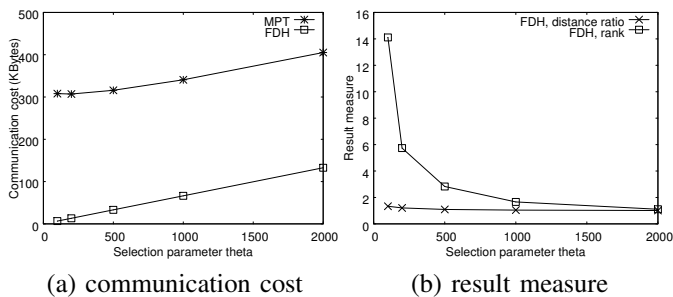 500
400
300
200
100
0
0 500 1000 1500 2000
Communication cost (KBytes)
Selection parameter theta
MPT
FDH
16
14
12
10
8
6
4
2
0
0 500 1000 1500 2000
Result measure
Selection parameter theta
FDH, distance ratio
FDH, rank
(a) communication cost
(b) result measure